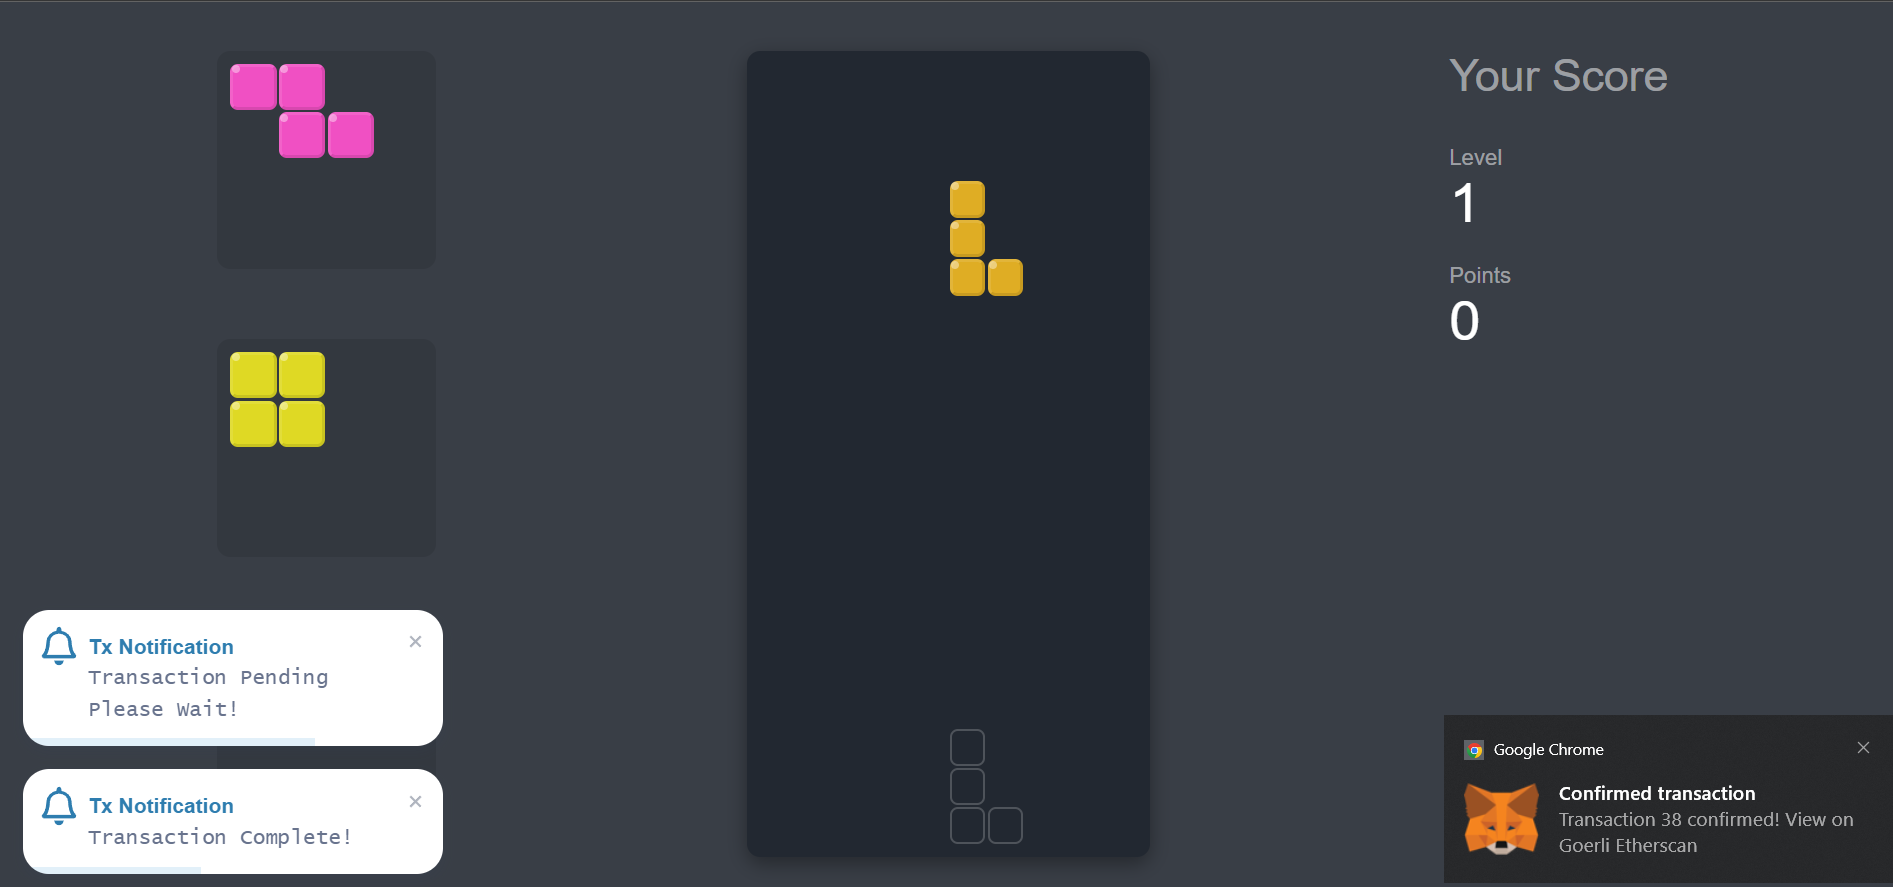 Your Score
Level
1
Points
0
Tx Notification
Transaction Pending
Please Wait!
Tx Notification
Transaction Complete!
Google Chrome
Confirmed transaction
Transaction 38 confirmed! View on
Goerli Etherscan